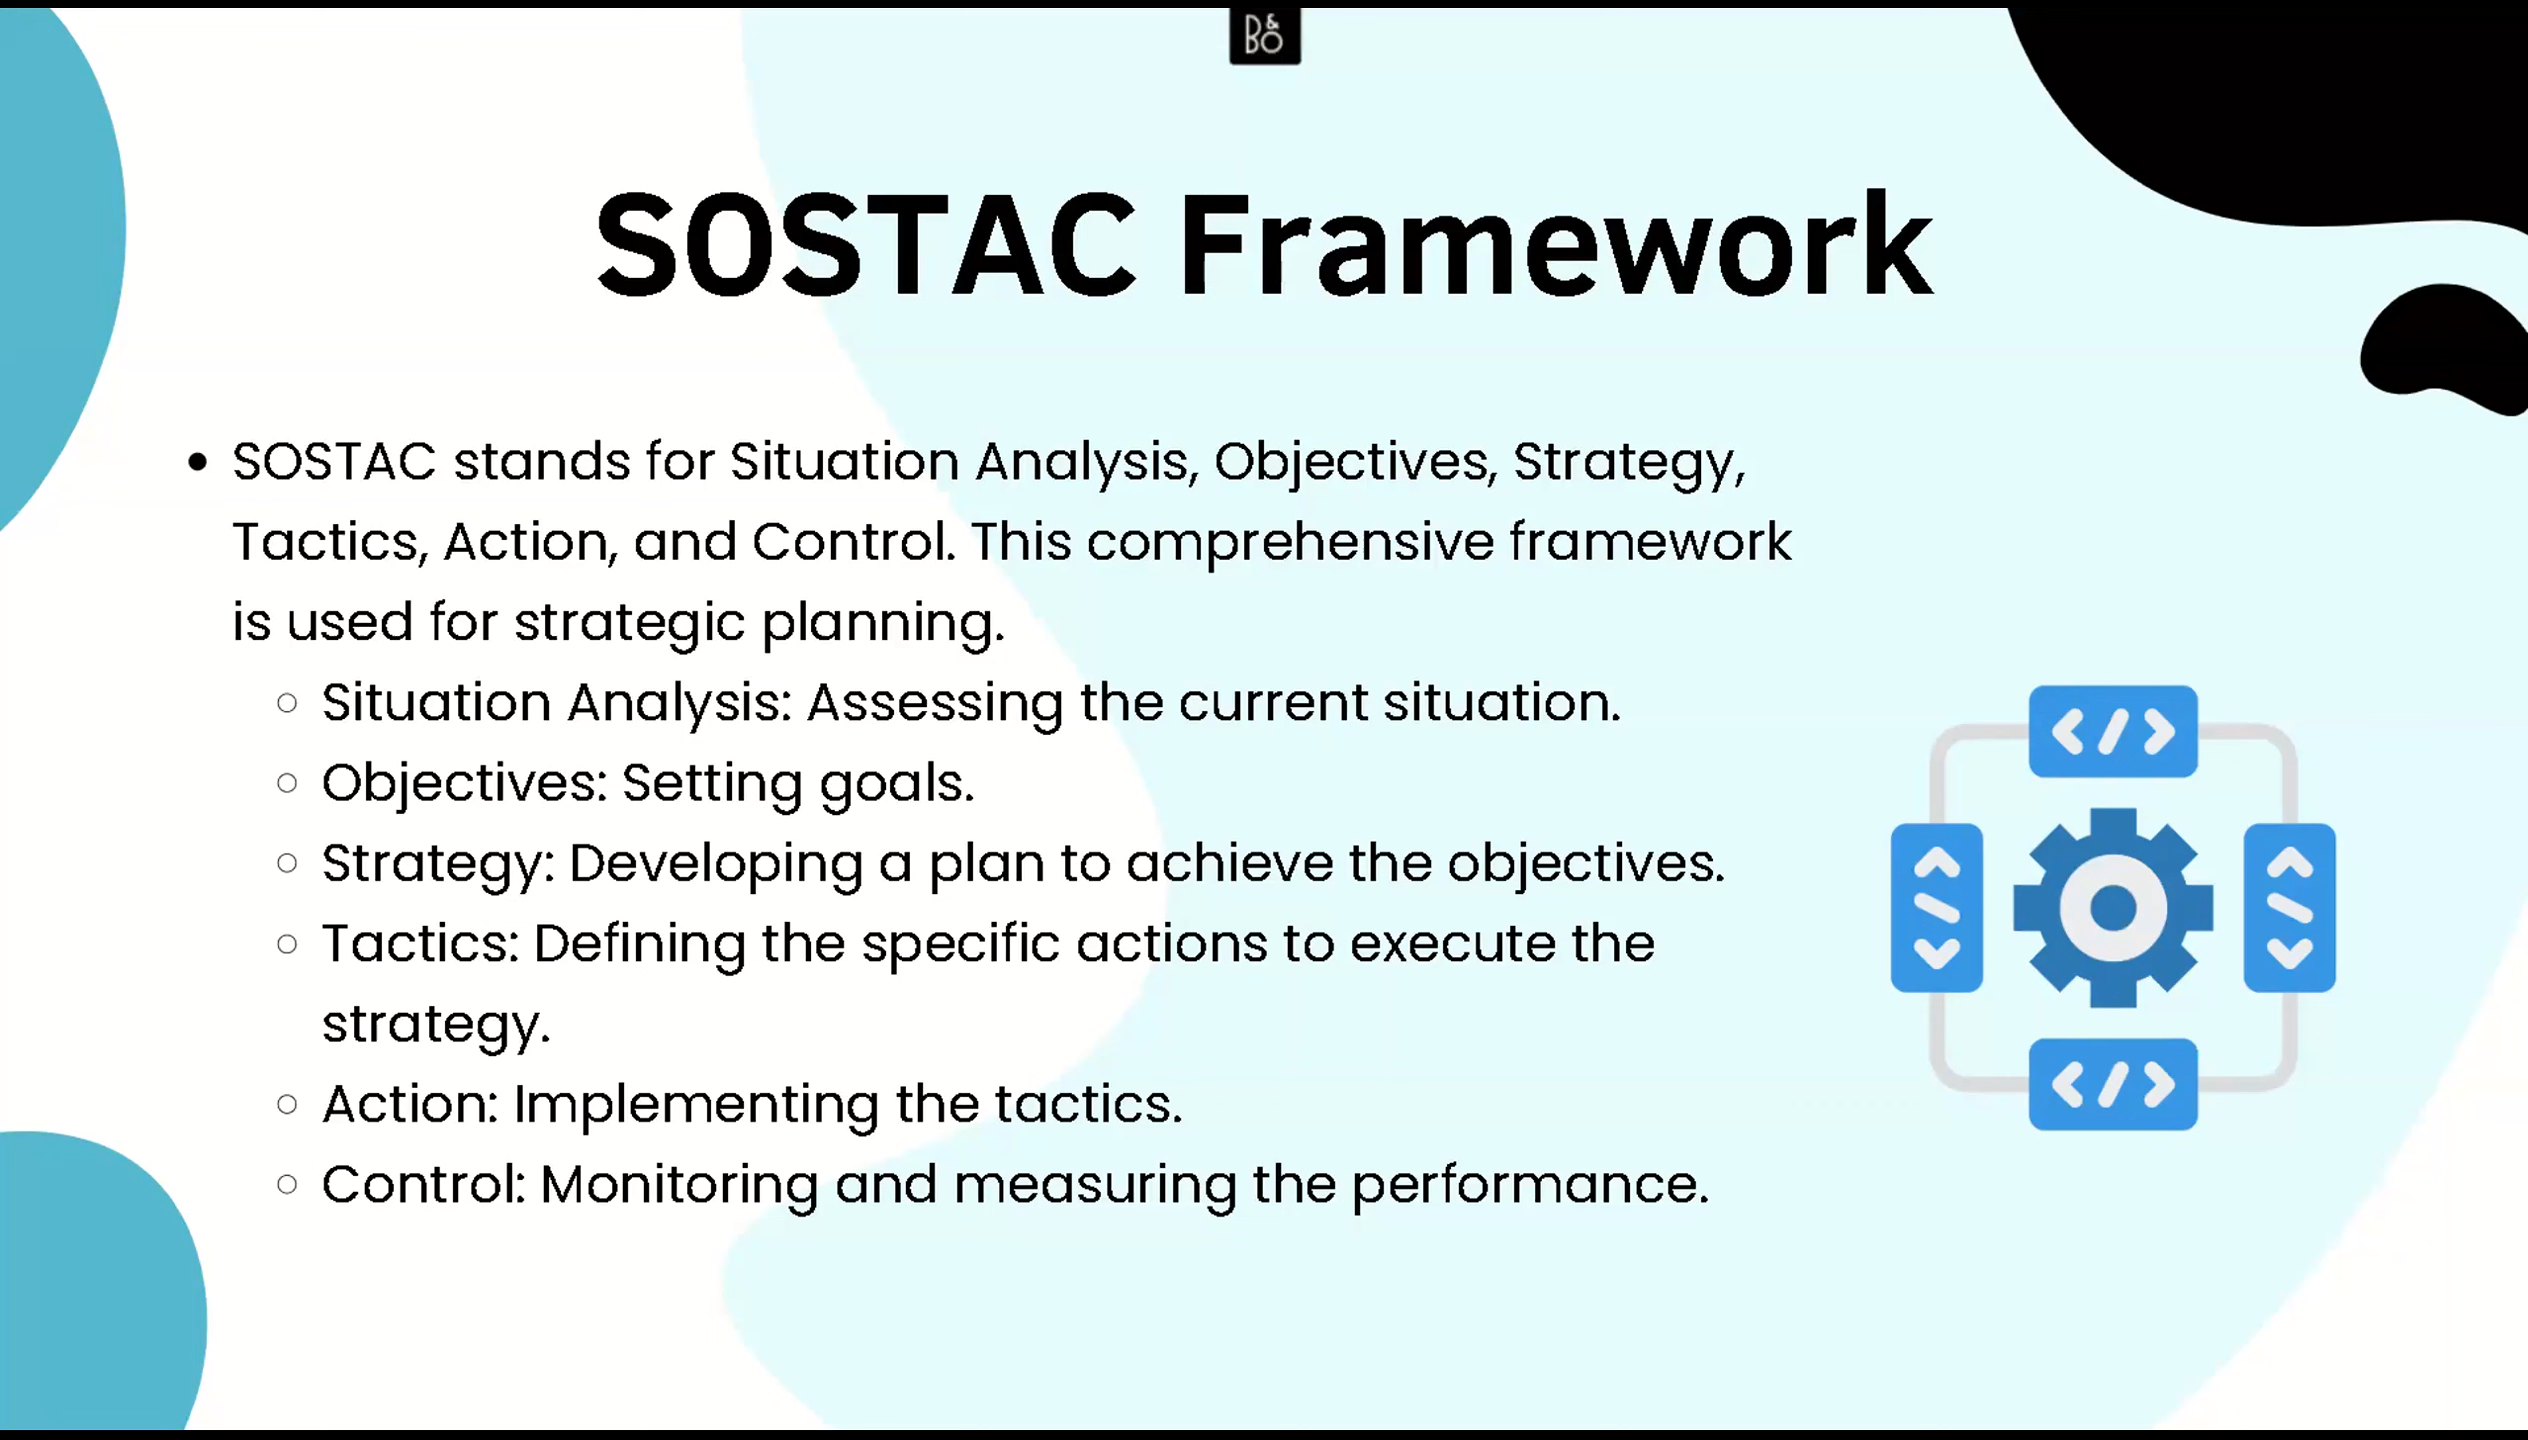 B&O
SOSTAC Framework
• SOSTAC stands for Situation Analysis, Objectives, Strategy,
Tactics, Action, and Control. This comprehensive framework
is used for strategic planning.
○ Situation Analysis: Assessing the current situation.
○ Objectives: Setting goals.
○ Strategy: Developing a plan to achieve the objectives.
○ Tactics: Defining the specific actions to execute the
strategy.
○ Action: Implementing the tactics.
○ Control: Monitoring and measuring the performance.